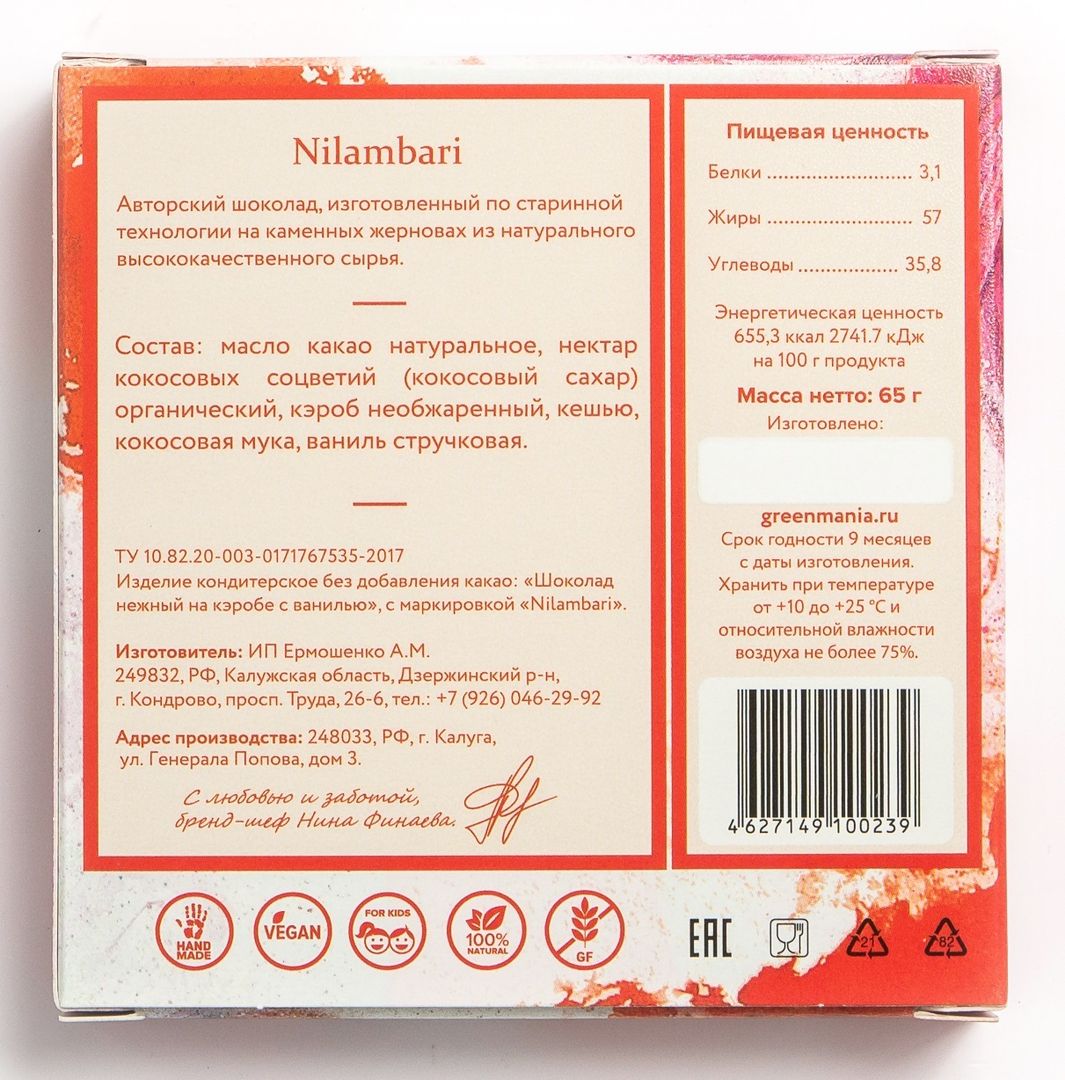 Nilambari
Авторский шоколад, изготовленный по старинной
технологии на каменных жерновах из натурального
высококачественного сырья.
Состав: масло какао натуральное, нектар
кокосовых соцветий (кокосовый сахар)
органический, кэроб необжаренный, кешью,
кокосовая мука, ваниль стручковая.
ТУ 10.82.20-003-0171767535-2017
Изделие кондитерское без добавления какао: «Шоколад
нежный на кэробе с ванилью», с маркировкой «Nilambari».
Изготовитель: ИП Ермошенко А.М.
249832, РФ, Калужская область, Дзержинский р-н,
г. Кондрово, просп. Труда, 26-6, тел.: +7 (926) 046-29-92
Адрес производства: 248033, РФ, г. Калуга,
ул. Генерала Попова, дом 3.
С любовью и заботой,
бренд-шеф Нина Финаева.
Пищевая ценность
Белки ........................... 3,1
Жиры ........................... 57
Углеводы ................... 35,8
Энергетическая ценность
655,3 ккал 2741.7 кДж
на 100 г продукта
Масса нетто: 65 г
Изготовлено:
greenmania.ru
Срок годности 9 месяцев
с даты изготовления.
Хранить при температуре
от +10 до +25 °C и
относительной влажности
воздуха не более 75%.
4 627149 100239
HAND
MADE
VEGAN
FOR KIDS
100%
NATURAL
GF
EAC
21
82